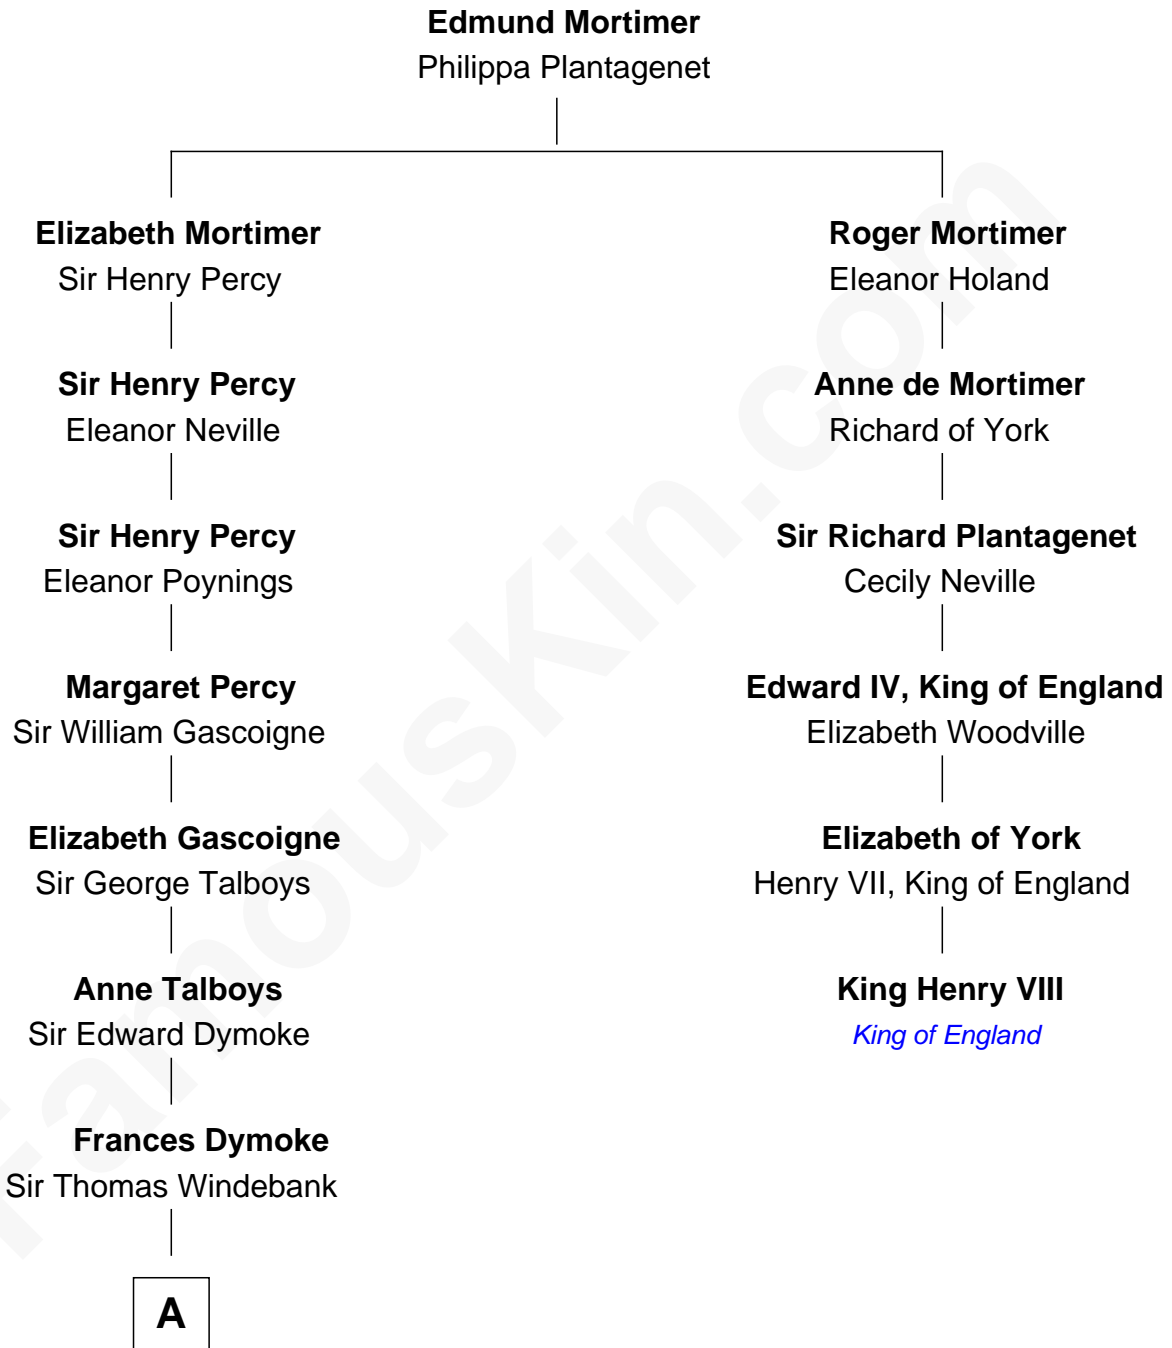 Edmund Mortimer
Philippa Plantagenet
Elizabeth Mortimer
Sir Henry Percy
Roger Mortimer
Eleanor Holand
Sir Henry Percy
Eleanor Neville
Anne de Mortimer
Richard of York
Sir Henry Percy
Eleanor Poynings
Sir Richard Plantagenet
Cecily Neville
Margaret Percy
Sir William Gascoigne
Edward IV, King of England
Elizabeth Woodville
Elizabeth Gascoigne
Sir George Talboys
Elizabeth of York
Henry VII, King of England
Anne Talboys
Sir Edward Dymoke
King Henry VIII
King of England
Frances Dymoke
Sir Thomas Windebank
A
FamousKin.com